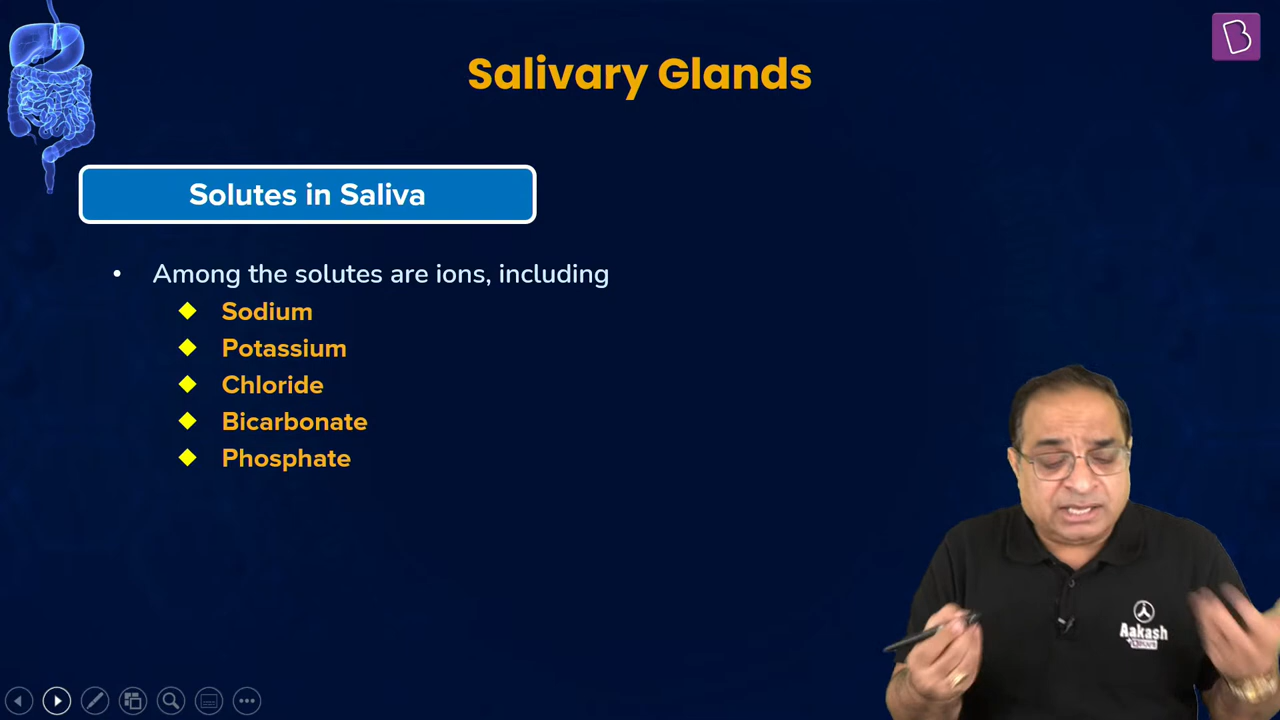 Salivary Glands
Solutes in Saliva
• Among the solutes are ions, including
Sodium
Potassium
Chloride
Bicarbonate
Phosphate
Aakash